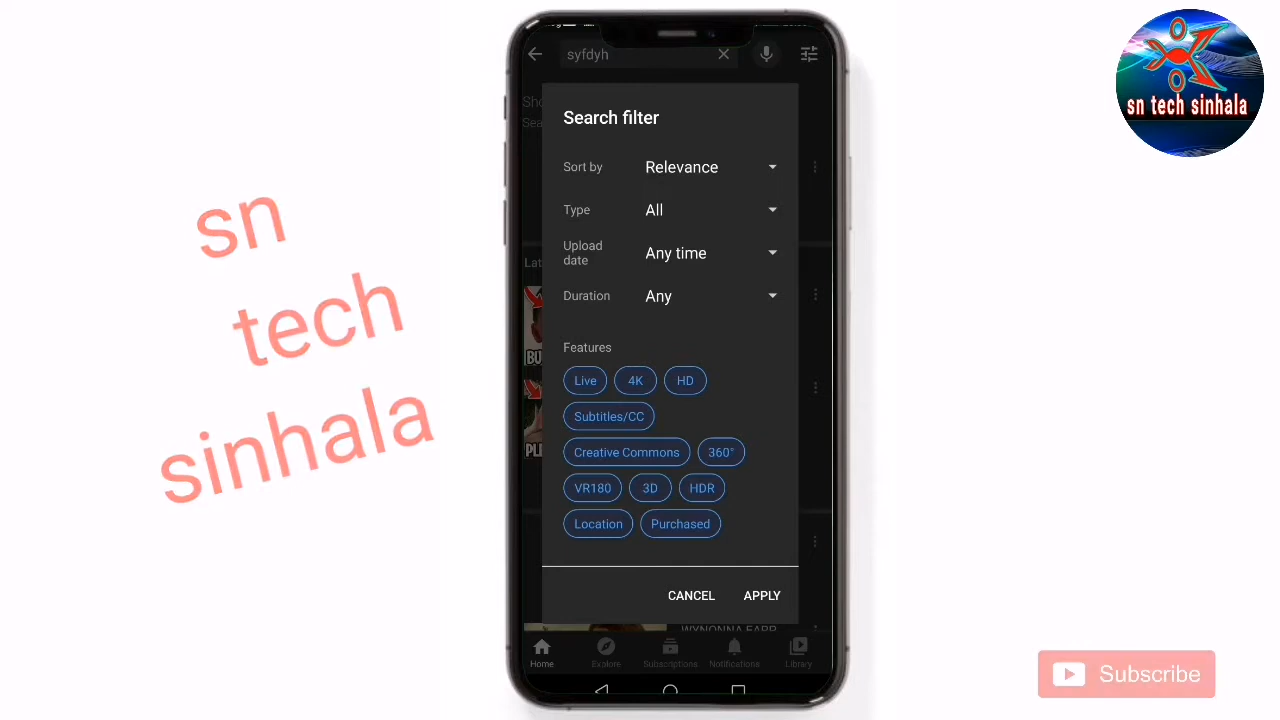 syfdyh
Search filter
Sort by Relevance
Type All
Upload date Any time
Duration Any
Features
Live 4K HD
Subtitles/CC
Creative Commons 360°
VR180 3D HDR
Location Purchased
CANCEL APPLY
WYNONNA EARP
Home Explore Subscriptions Notifications Library
sn
tech
sinhala
sn tech sinhala
Subscribe